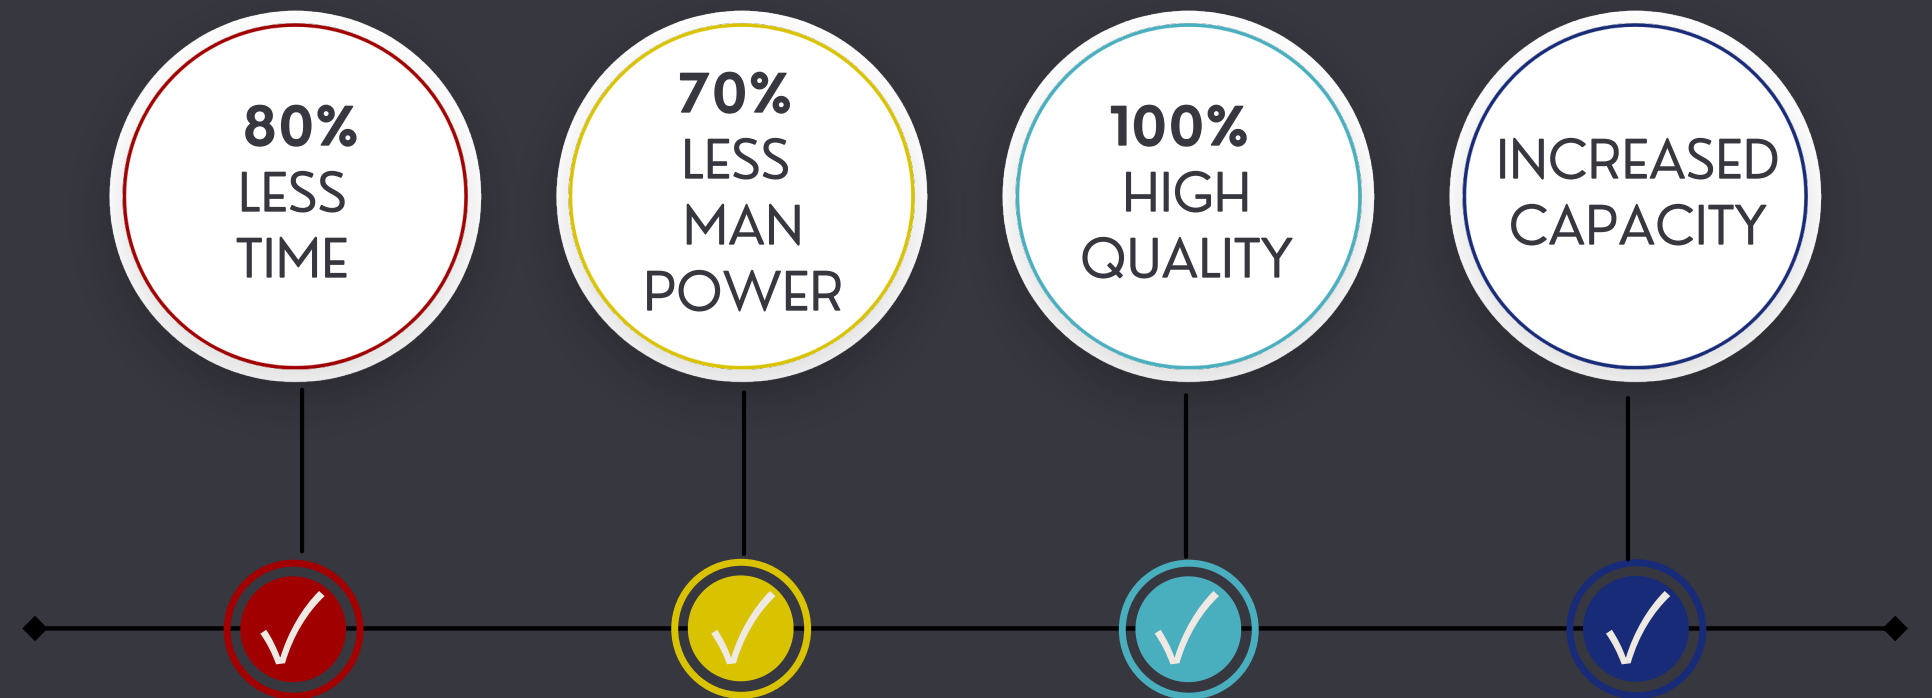 80%
LESS
TIME
70%
LESS
MAN
POWER
100%
HIGH
QUALITY
INCREASED
CAPACITY